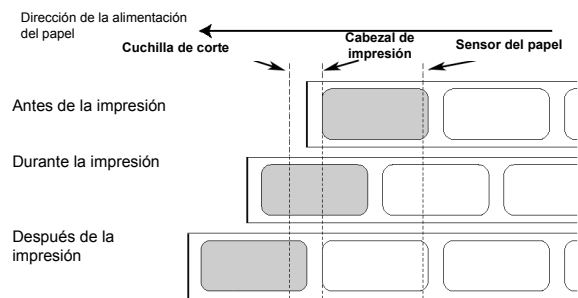 Dirección de la alimentación
del papel
Cuchilla de corte
Cabezal de
impresión
Sensor del papel
Antes de la impresión
Durante la impresión
Después de la
impresión